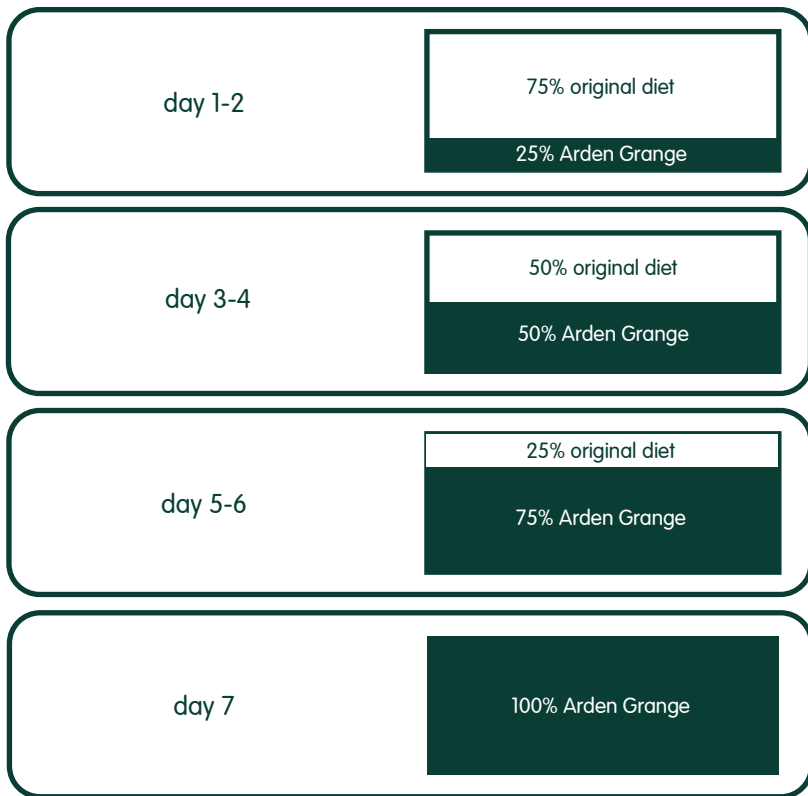 day 1-2
75% original diet
25% Arden Grange
day 3-4
50% original diet
50% Arden Grange
day 5-6
25% original diet
75% Arden Grange
day 7
100% Arden Grange